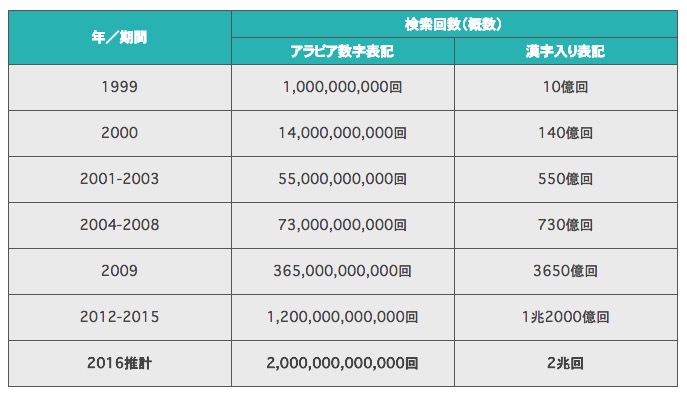 年／期間
検索回数（概数）
アラビア数字表記
漢字入り表記
1999
1,000,000,000回
10億回
2000
14,000,000,000回
140億回
2001-2003
55,000,000,000回
550億回
2004-2008
73,000,000,000回
730億回
2009
365,000,000,000回
3650億回
2012-2015
1,200,000,000,000回
1兆2000億回
2016推計
2,000,000,000,000回
2兆回